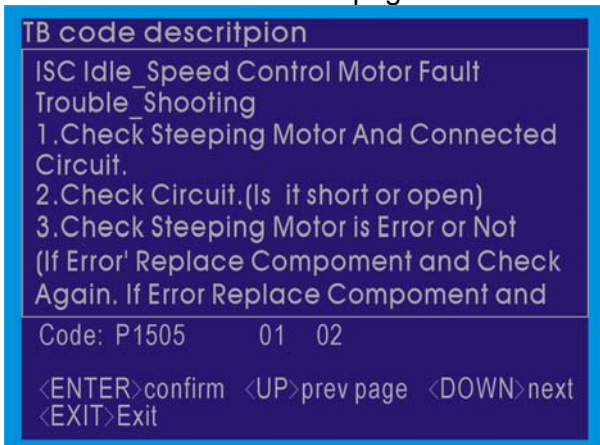 TB code descritpion
ISC Idle_Speed Control Motor Fault
Trouble_Shooting
1.Check Steeping Motor And Connected
Circuit.
2.Check Circuit.(Is it short or open)
3.Check Steeping Motor is Error or Not
(If Error' Replace Compoment and Check
Again. If Error Replace Compoment and
Code: P1505 01 02
<ENTER>confirm <UP>prev page <DOWN>next
<EXIT>Exit